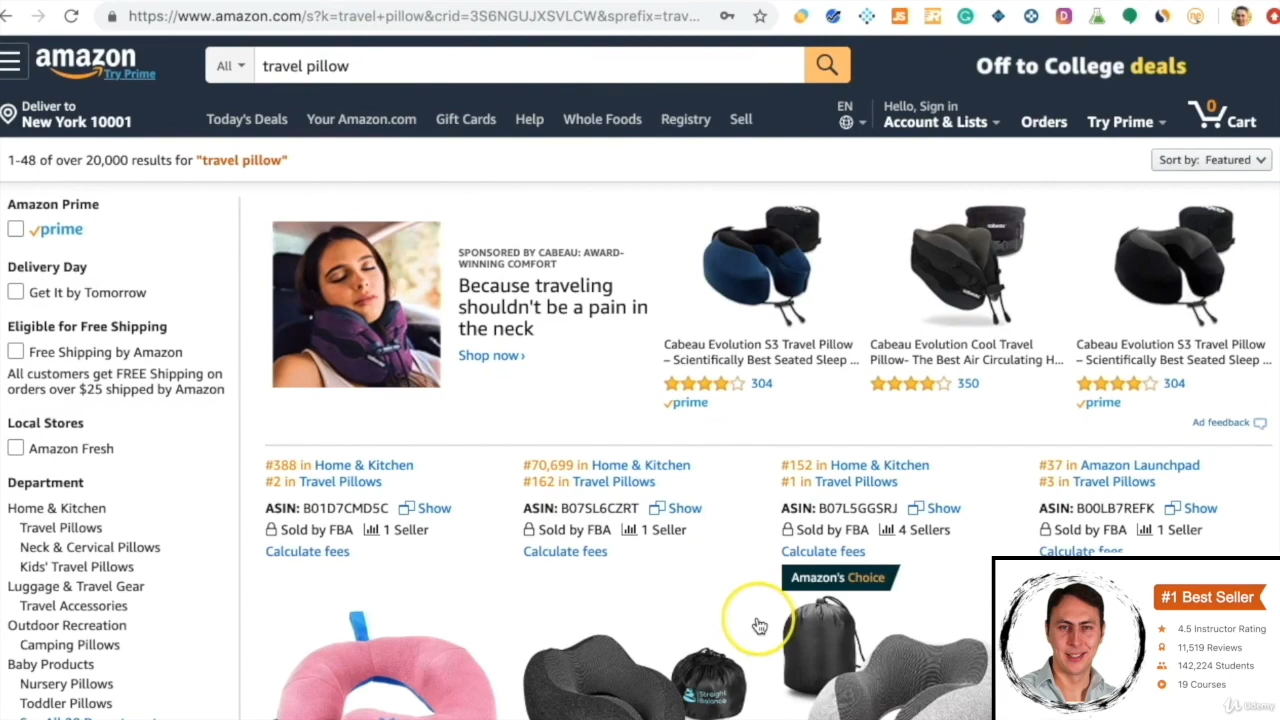 https://www.amazon.com/s?k=travel+pillow&crid=3S6NGUJXSVLCW&sprefix=trav...
amazon
Try Prime
All
travel pillow
Off to College deals
Deliver to
New York 10001
Today's Deals
Your Amazon.com
Gift Cards
Help
Whole Foods
Registry
Sell
EN
Hello, Sign in
Account & Lists
Orders
Try Prime
0
Cart
1-48 of over 20,000 results for "travel pillow"
Sort by: Featured
Amazon Prime
prime
Delivery Day
Get It by Tomorrow
Eligible for Free Shipping
Free Shipping by Amazon
All customers get FREE Shipping on
orders over $25 shipped by Amazon
Local Stores
Amazon Fresh
Department
Home & Kitchen
Travel Pillows
Neck & Cervical Pillows
Kids' Travel Pillows
Luggage & Travel Gear
Travel Accessories
Outdoor Recreation
Camping Pillows
Baby Products
Nursery Pillows
Toddler Pillows
SPONSORED BY CABEAU: AWARD-
WINNING COMFORT
Because traveling
shouldn't be a pain in
the neck
Shop now›
Cabeau Evolution S3 Travel Pillow
– Scientifically Best Seated Sleep ...
304
prime
Cabeau Evolution Cool Travel
Pillow- The Best Air Circulating H...
350
Cabeau Evolution S3 Travel Pillow
– Scientifically Best Seated Sleep ...
304
prime
Ad feedback
#388 in Home & Kitchen
#2 in Travel Pillows
ASIN: B01D7CMD5C Show
Sold by FBA 1 Seller
Calculate fees
#70,699 in Home & Kitchen
#162 in Travel Pillows
ASIN: B07SL6CZRT Show
Sold by FBA 1 Seller
Calculate fees
#152 in Home & Kitchen
#1 in Travel Pillows
ASIN: B07L5GGSRJ Show
Sold by FBA 4 Sellers
Calculate fees
Amazon's Choice
#37 in Amazon Launchpad
#3 in Travel Pillows
ASIN: B00LB7REFK Show
Sold by FBA 1 Seller
Calculate fees
Straight
Balance
#1 Best Seller
4.5 Instructor Rating
11,519 Reviews
142,224 Students
19 Courses
Udemy